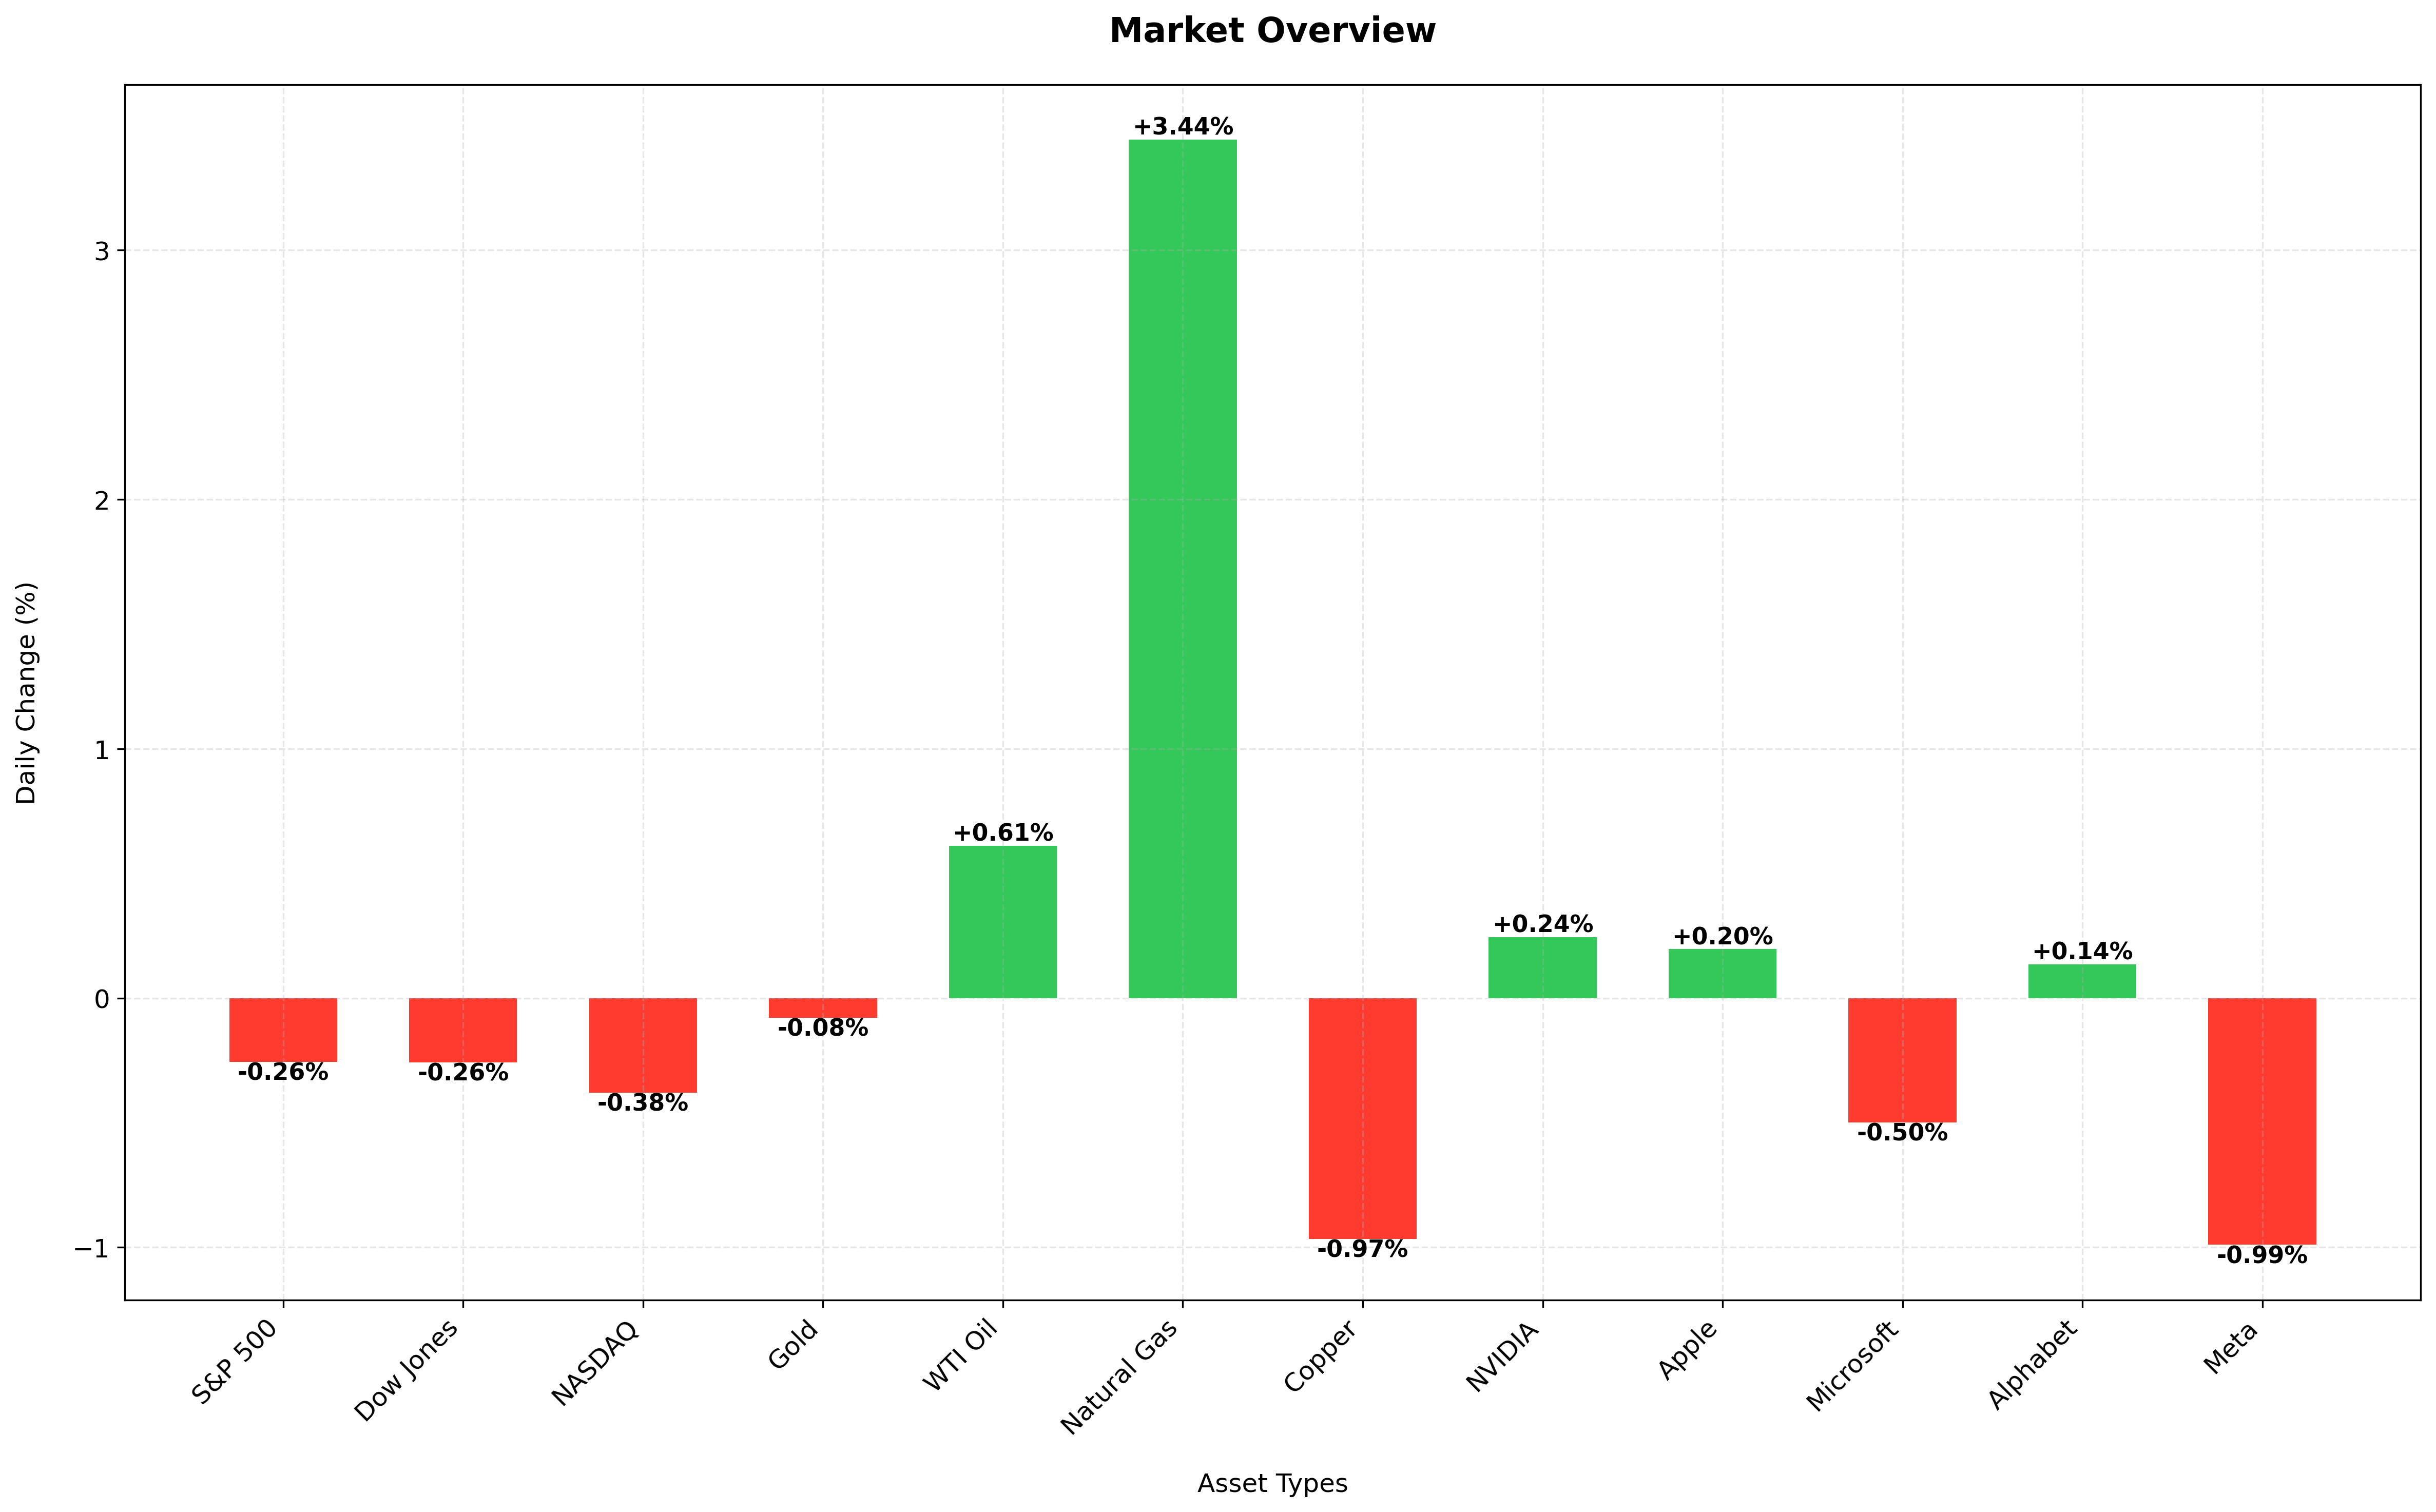 Market Overview
Daily Change (%)
3
2
1
0
−1
+3.44%
+0.61%
+0.24%
+0.20%
+0.14%
-0.26%
-0.26%
-0.38%
-0.08%
-0.97%
-0.50%
-0.99%
S&P 500
Dow Jones
NASDAQ
Gold
WTI Oil
Natural Gas
Copper
NVIDIA
Apple
Microsoft
Alphabet
Meta
Asset Types